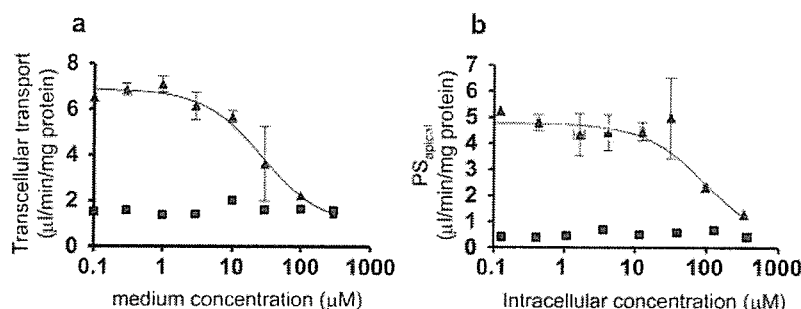 a
Transcellular transport
(µl/min/mg protein)
8
6
4
2
0
0.1 1 10 100 1000
medium concentration (µM)
b
PSapical
(µl/min/mg protein)
7
6
5
4
3
2
1
0
0.1 1 10 100 1000
Intracellular concentration (µM)